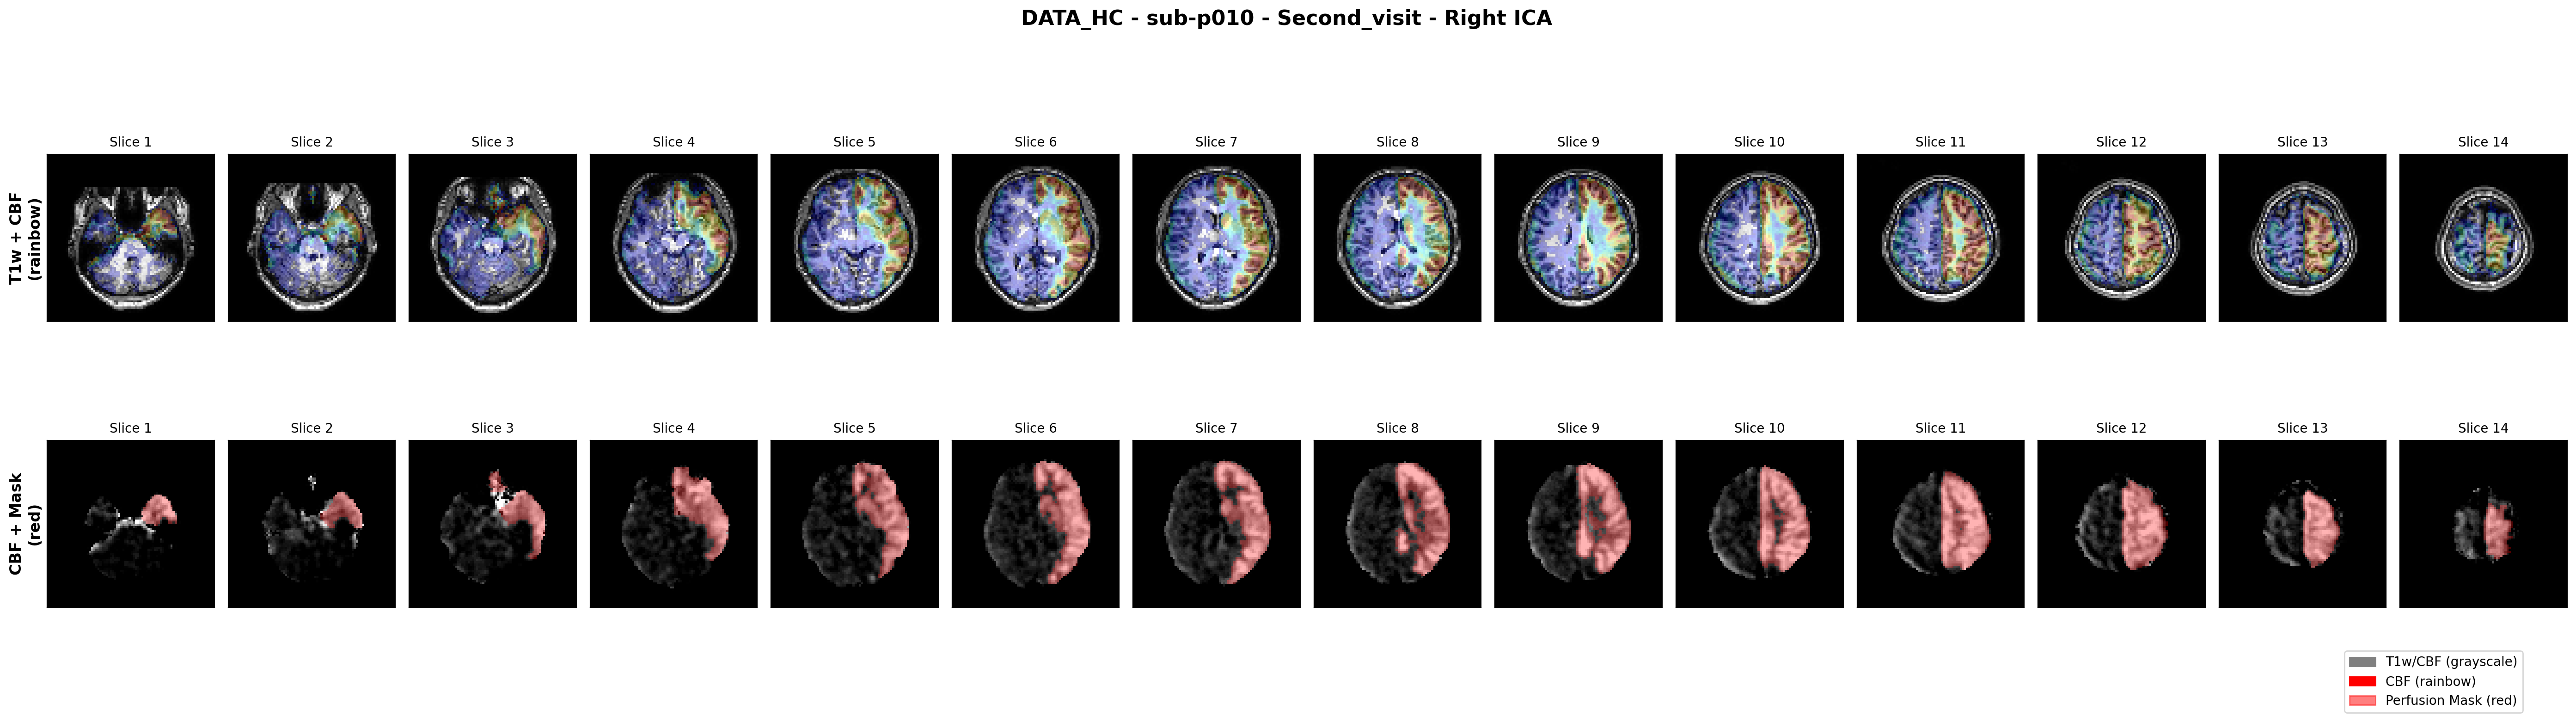 DATA_HC - sub-p010 - Second_visit - Right ICA
T1w + CBF
(rainbow)
Slice 1
Slice 2
Slice 3
Slice 4
Slice 5
Slice 6
Slice 7
Slice 8
Slice 9
Slice 10
Slice 11
Slice 12
Slice 13
Slice 14
CBF + Mask
(red)
Slice 1
Slice 2
Slice 3
Slice 4
Slice 5
Slice 6
Slice 7
Slice 8
Slice 9
Slice 10
Slice 11
Slice 12
Slice 13
Slice 14
T1w/CBF (grayscale)
CBF (rainbow)
Perfusion Mask (red)